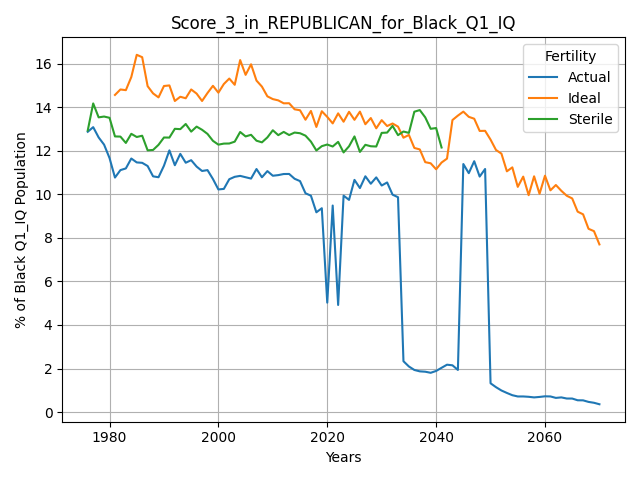 Score_3_in_REPUBLICAN_for_Black_Q1_IQ
Fertility
Actual
Ideal
Sterile
% of Black Q1_IQ Population
16
14
12
10
8
6
4
2
0
1980 2000 2020 2040 2060
Years